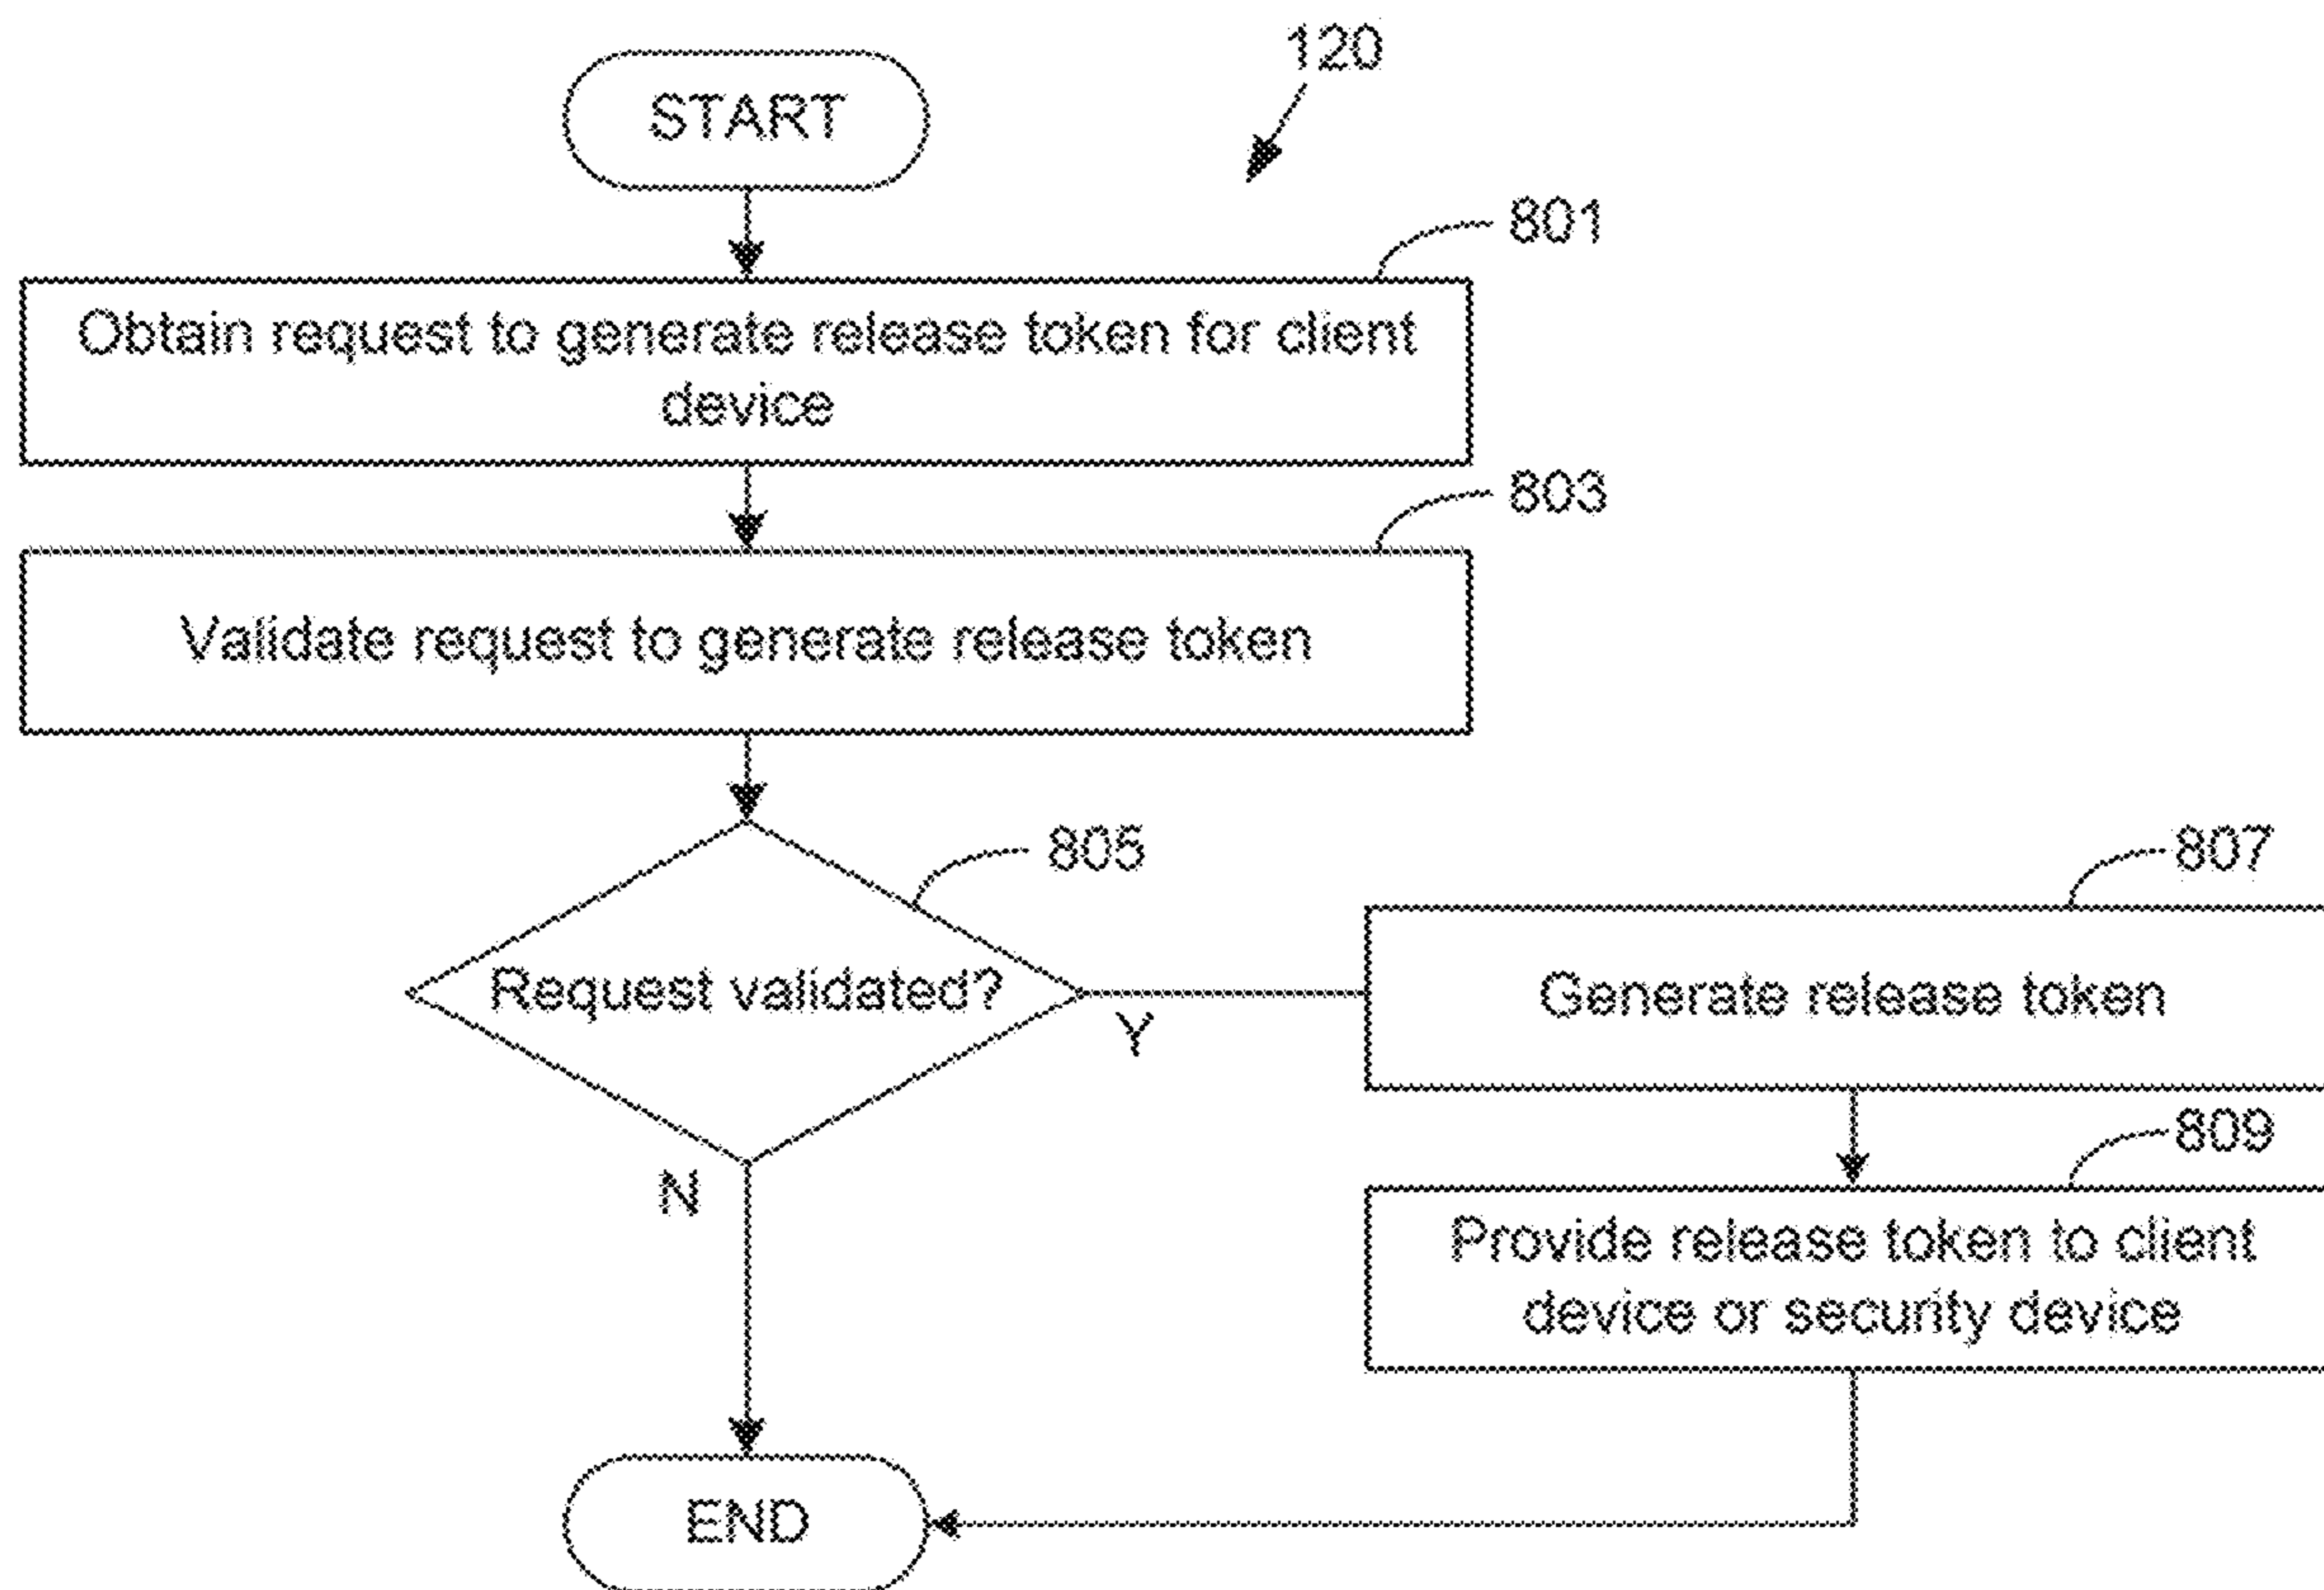 120
START
801
Obtain request to generate release token for client
device
803
Validate request to generate release token
805
Request validated?
Y
N
807
Generate release token
809
Provide release token to client
device or security device
END